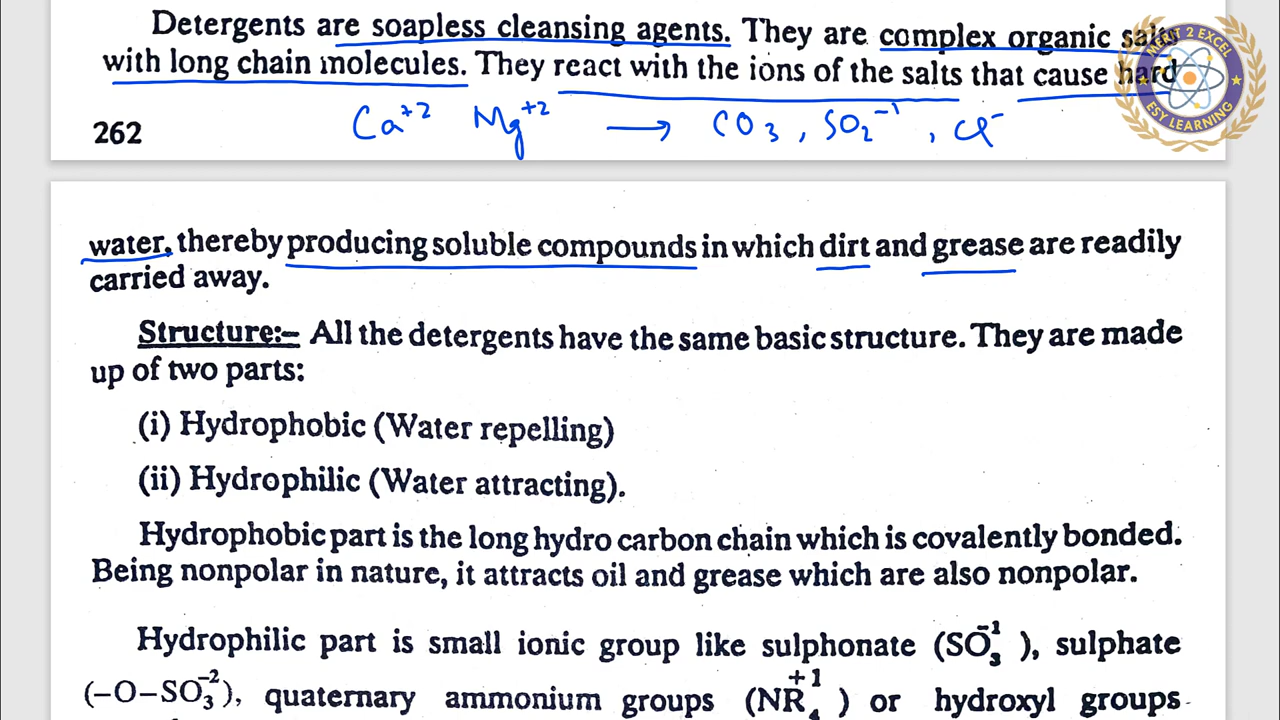 Detergents are soapless cleansing agents. They are complex organic salts
with long chain molecules. They react with the ions of the salts that cause hard
MERIT 2 EXCEL
ESY LEARNING
Ca+2 Mg+2 → CO3, SO2-1, Cl-
262
water, thereby producing soluble compounds in which dirt and grease are readily
carried away.
Structure:– All the detergents have the same basic structure. They are made
up of two parts:
(i) Hydrophobic (Water repelling)
(ii) Hydrophilic (Water attracting).
Hydrophobic part is the long hydro carbon chain which is covalently bonded.
Being nonpolar in nature, it attracts oil and grease which are also nonpolar.
Hydrophilic part is small ionic group like sulphonate (SO3-1), sulphate
(–O–SO3-2), quaternary ammonium groups (NR4+1) or hydroxyl groups